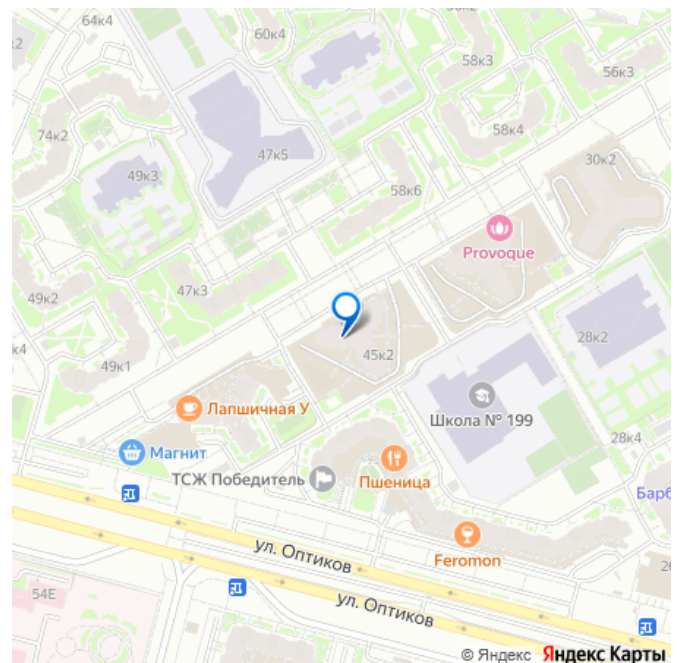 64к4
60к4
58к3
56к3
74к2
47к5
58к4
30к2
49к3
58к6
Provoque
47к3
49к2
28к2
к4
49к1
45к2
Лапшичная У
Школа № 199
28к4
Магнит
ТСЖ Победитель
Пшеница
ул. Оптиков
Feromon
54Е
ул. Оптиков
© Яндекс Яндекс Карты